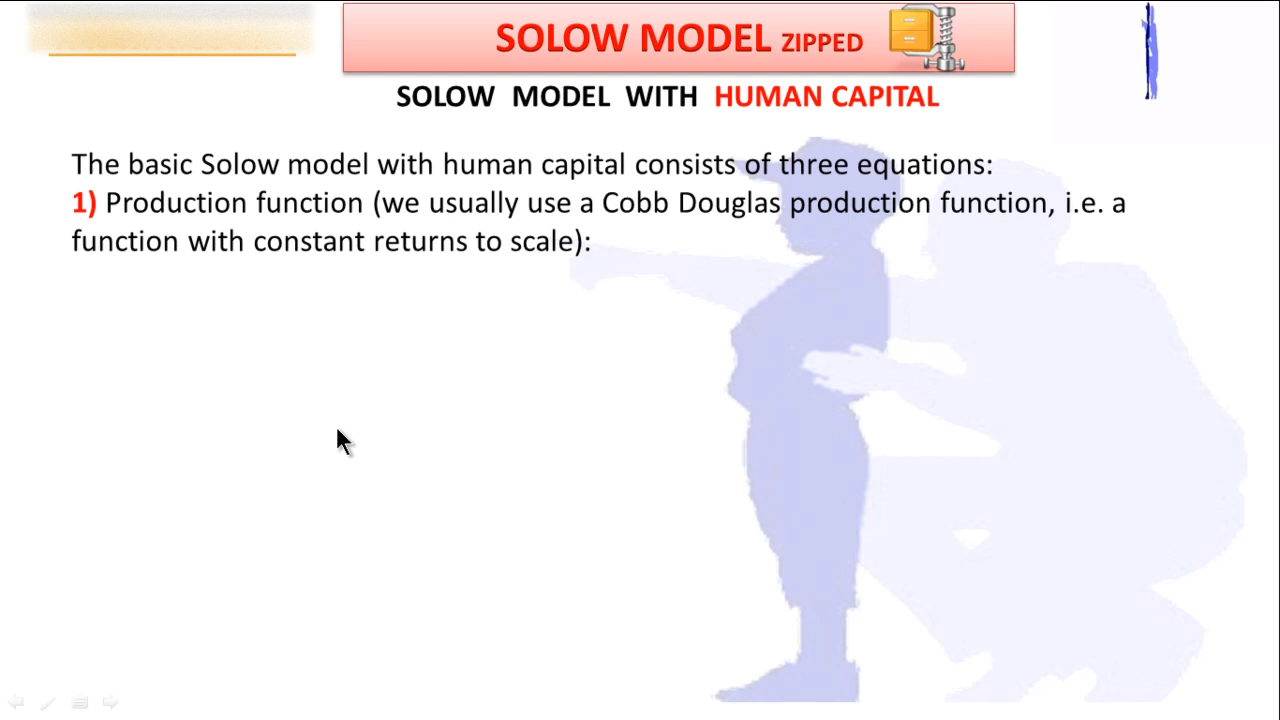 SOLOW MODEL ZIPPED
SOLOW MODEL WITH HUMAN CAPITAL
The basic Solow model with human capital consists of three equations:
1) Production function (we usually use a Cobb Douglas production function, i.e. a
function with constant returns to scale):